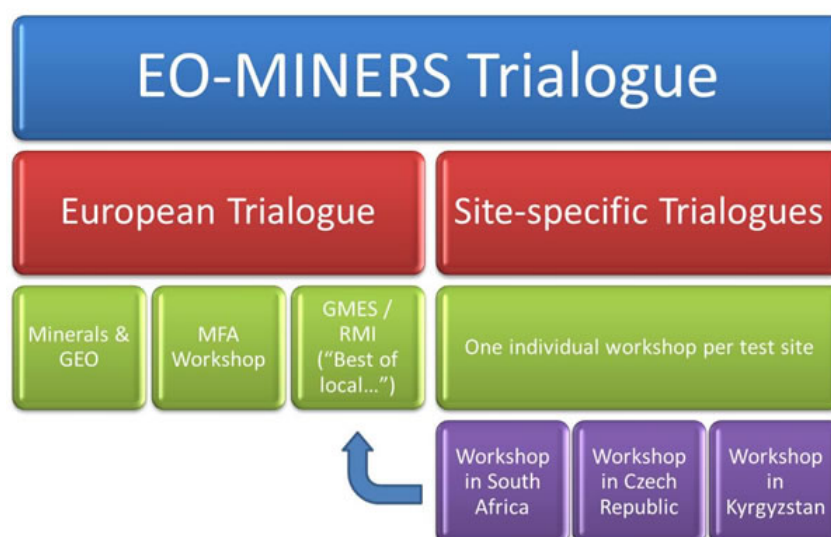 EO-MINERS Trialogue
European Trialogue
Site-specific Trialogues
Minerals &
GEO
MFA
Workshop
GMES /
RMI
(“Best of
local…”)
One individual workshop per test site
Workshop
in South
Africa
Workshop
in Czech
Republic
Workshop
in
Kyrgyzstan